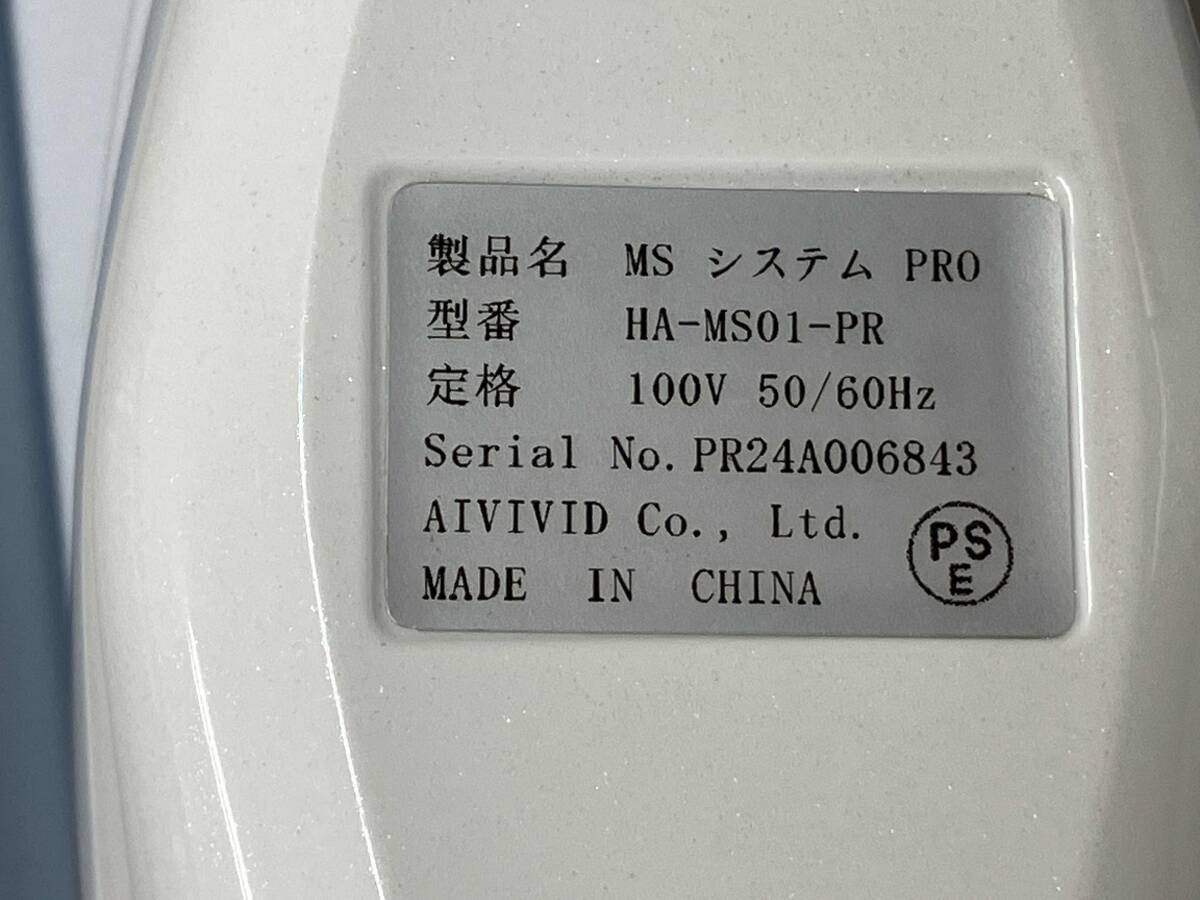 製品名 MS システム PRO
型番 HA-MS01-PR
定格 100V 50/60Hz
Serial No. PR24A006843
AIVIVID Co., Ltd.
MADE IN CHINA
PS
E